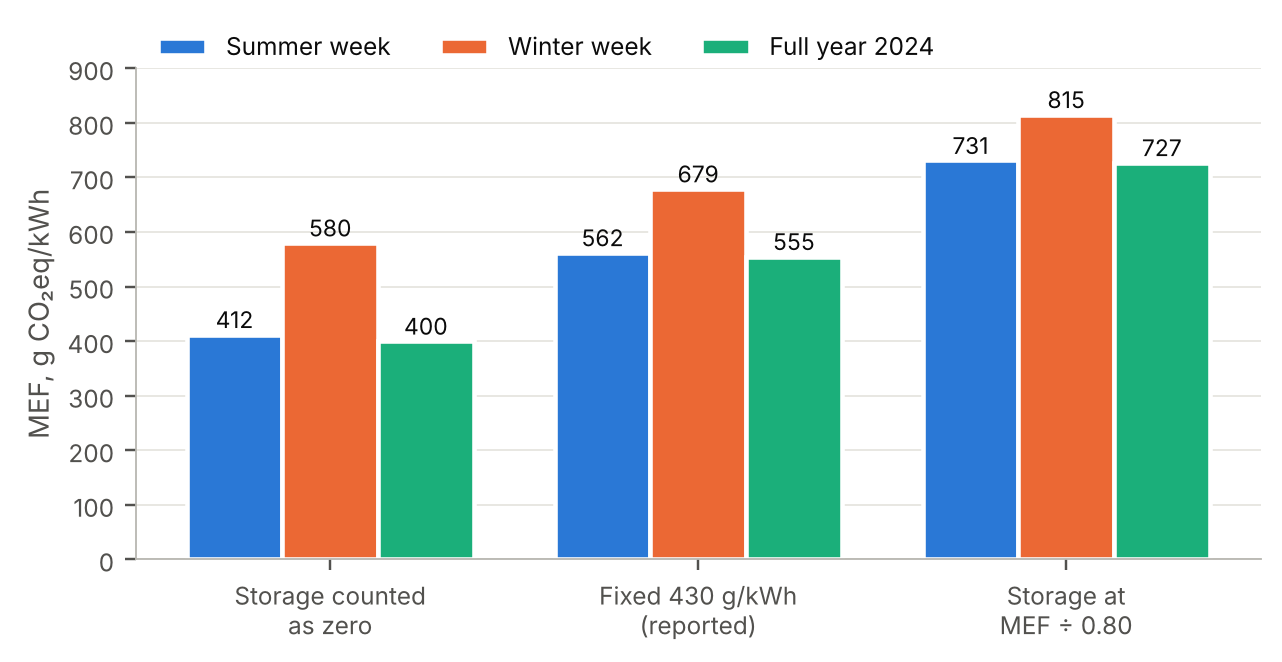 Summer week
Winter week
Full year 2024
MEF, g CO₂eq/kWh
900
800
700
600
500
400
300
200
100
0
412
580
400
562
679
555
731
815
727
Storage counted
as zero
Fixed 430 g/kWh
(reported)
Storage at
MEF ÷ 0.80